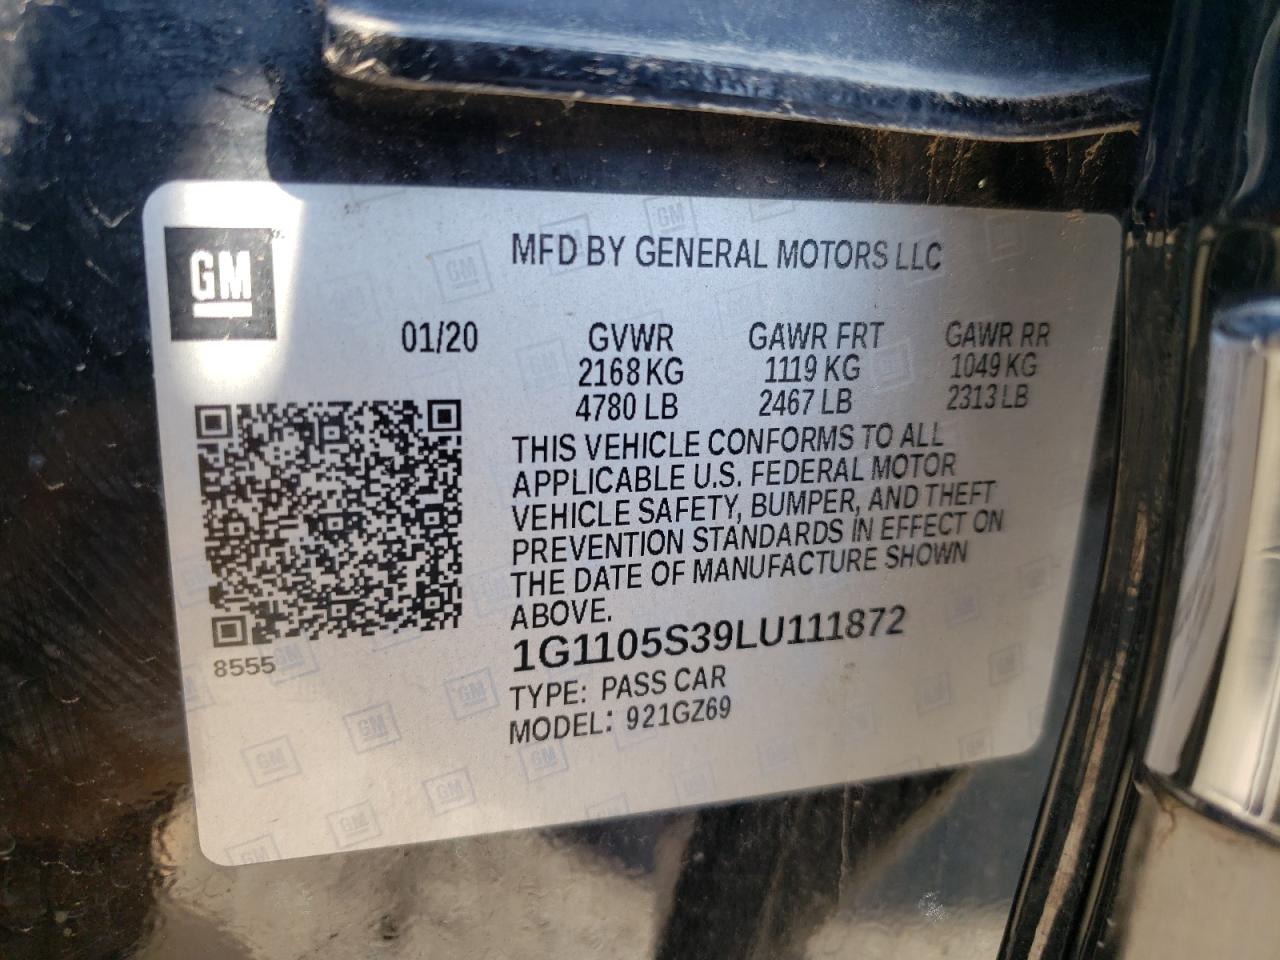 GM
MFD BY GENERAL MOTORS LLC
01/20 GVWR GAWR FRT GAWR RR
2168 KG 1119 KG 1049 KG
4780 LB 2467 LB 2313 LB
THIS VEHICLE CONFORMS TO ALL
APPLICABLE U.S. FEDERAL MOTOR
VEHICLE SAFETY, BUMPER, AND THEFT
PREVENTION STANDARDS IN EFFECT ON
THE DATE OF MANUFACTURE SHOWN
ABOVE.
8555
1G1105S39LU111872
TYPE: PASS CAR
MODEL: 921GZ69